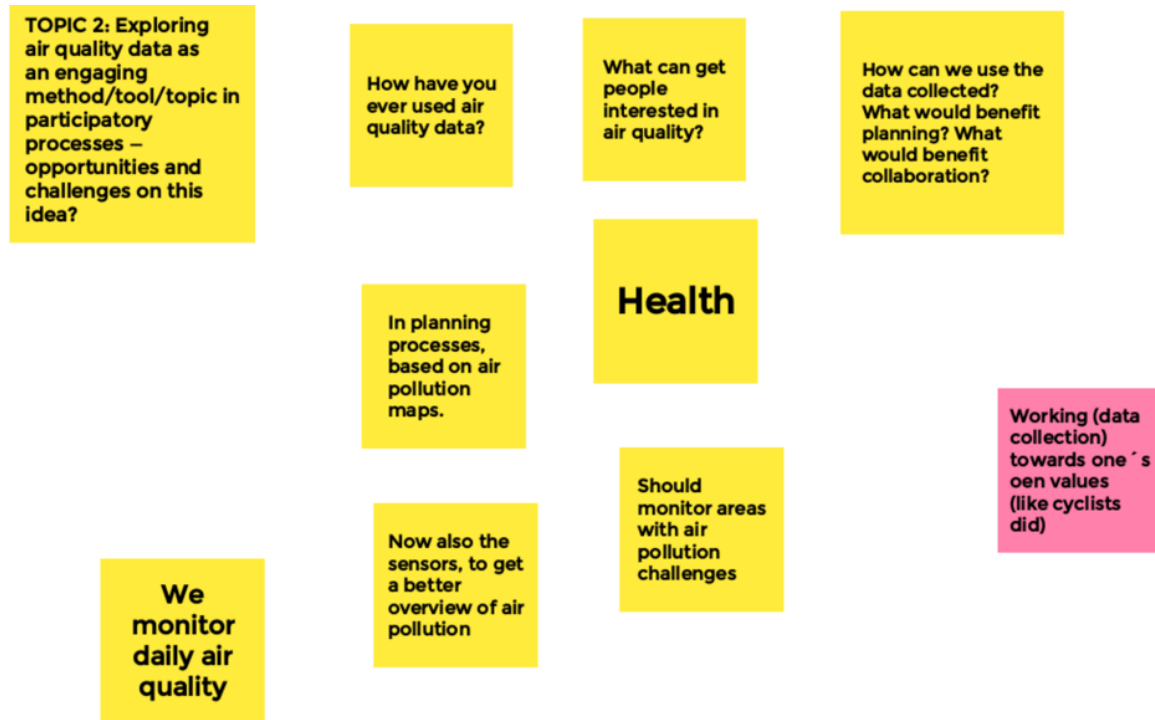 TOPIC 2: Exploring
air quality data as
an engaging
method/tool/topic in
participatory
processes –
opportunities and
challenges on this
idea?
How have you
ever used air
quality data?
What can get
people
interested in
air quality?
How can we use the
data collected?
What would benefit
planning? What
would benefit
collaboration?
Health
In planning
processes,
based on air
pollution
maps.
Working (data
collection)
towards one´s
oen values
(like cyclists
did)
Should
monitor areas
with air
pollution
challenges
Now also the
sensors, to get
a better
overview of air
pollution
We
monitor
daily air
quality